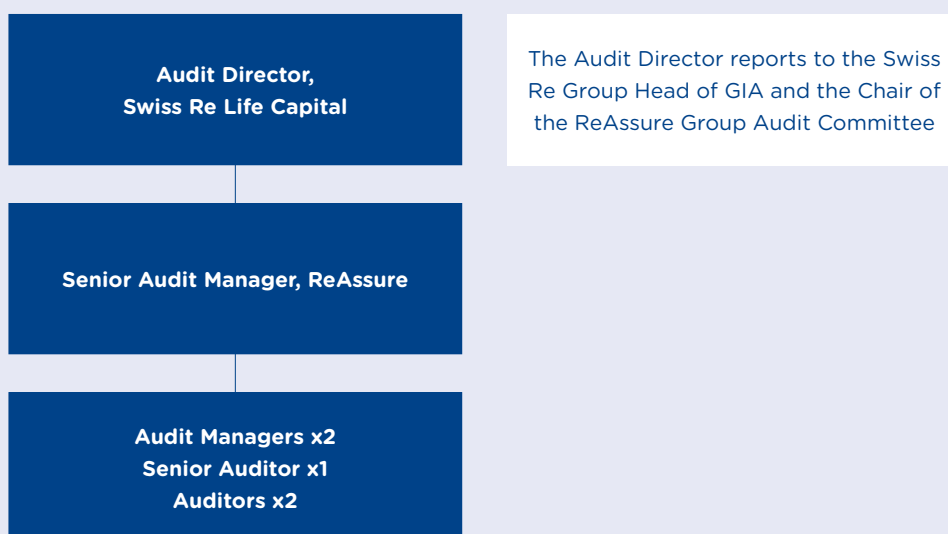 Audit Director,
Swiss Re Life Capital
The Audit Director reports to the Swiss
Re Group Head of GIA and the Chair of
the ReAssure Group Audit Committee
Senior Audit Manager, ReAssure
Audit Managers x2
Senior Auditor x1
Auditors x2